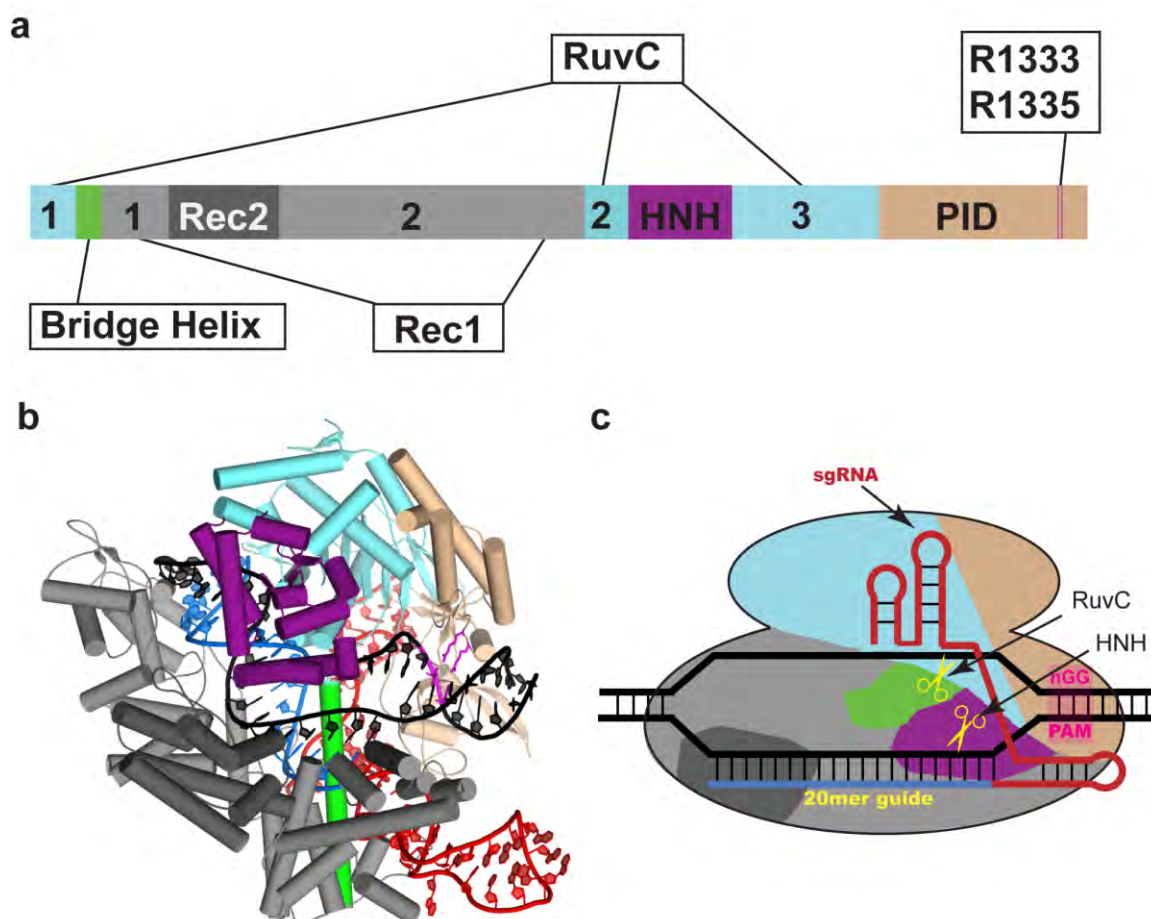 a
RuvC
R1333
R1335
1
1
Rec2
2
2
HNH
3
PID
Bridge Helix
Rec1
b
c
sgRNA
RuvC
HNH
nGG
PAM
20mer guide